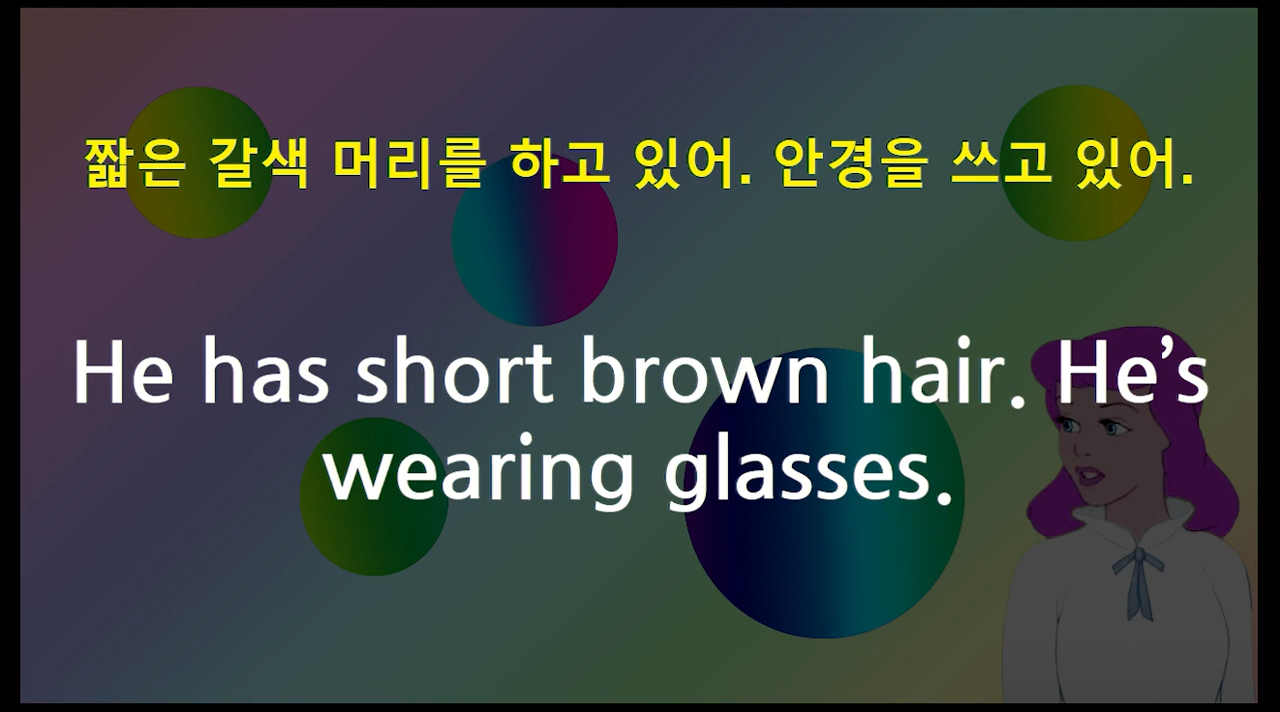 짧은 갈색 머리를 하고 있어. 안경을 쓰고 있어.
He has short brown hair. He’s
wearing glasses.